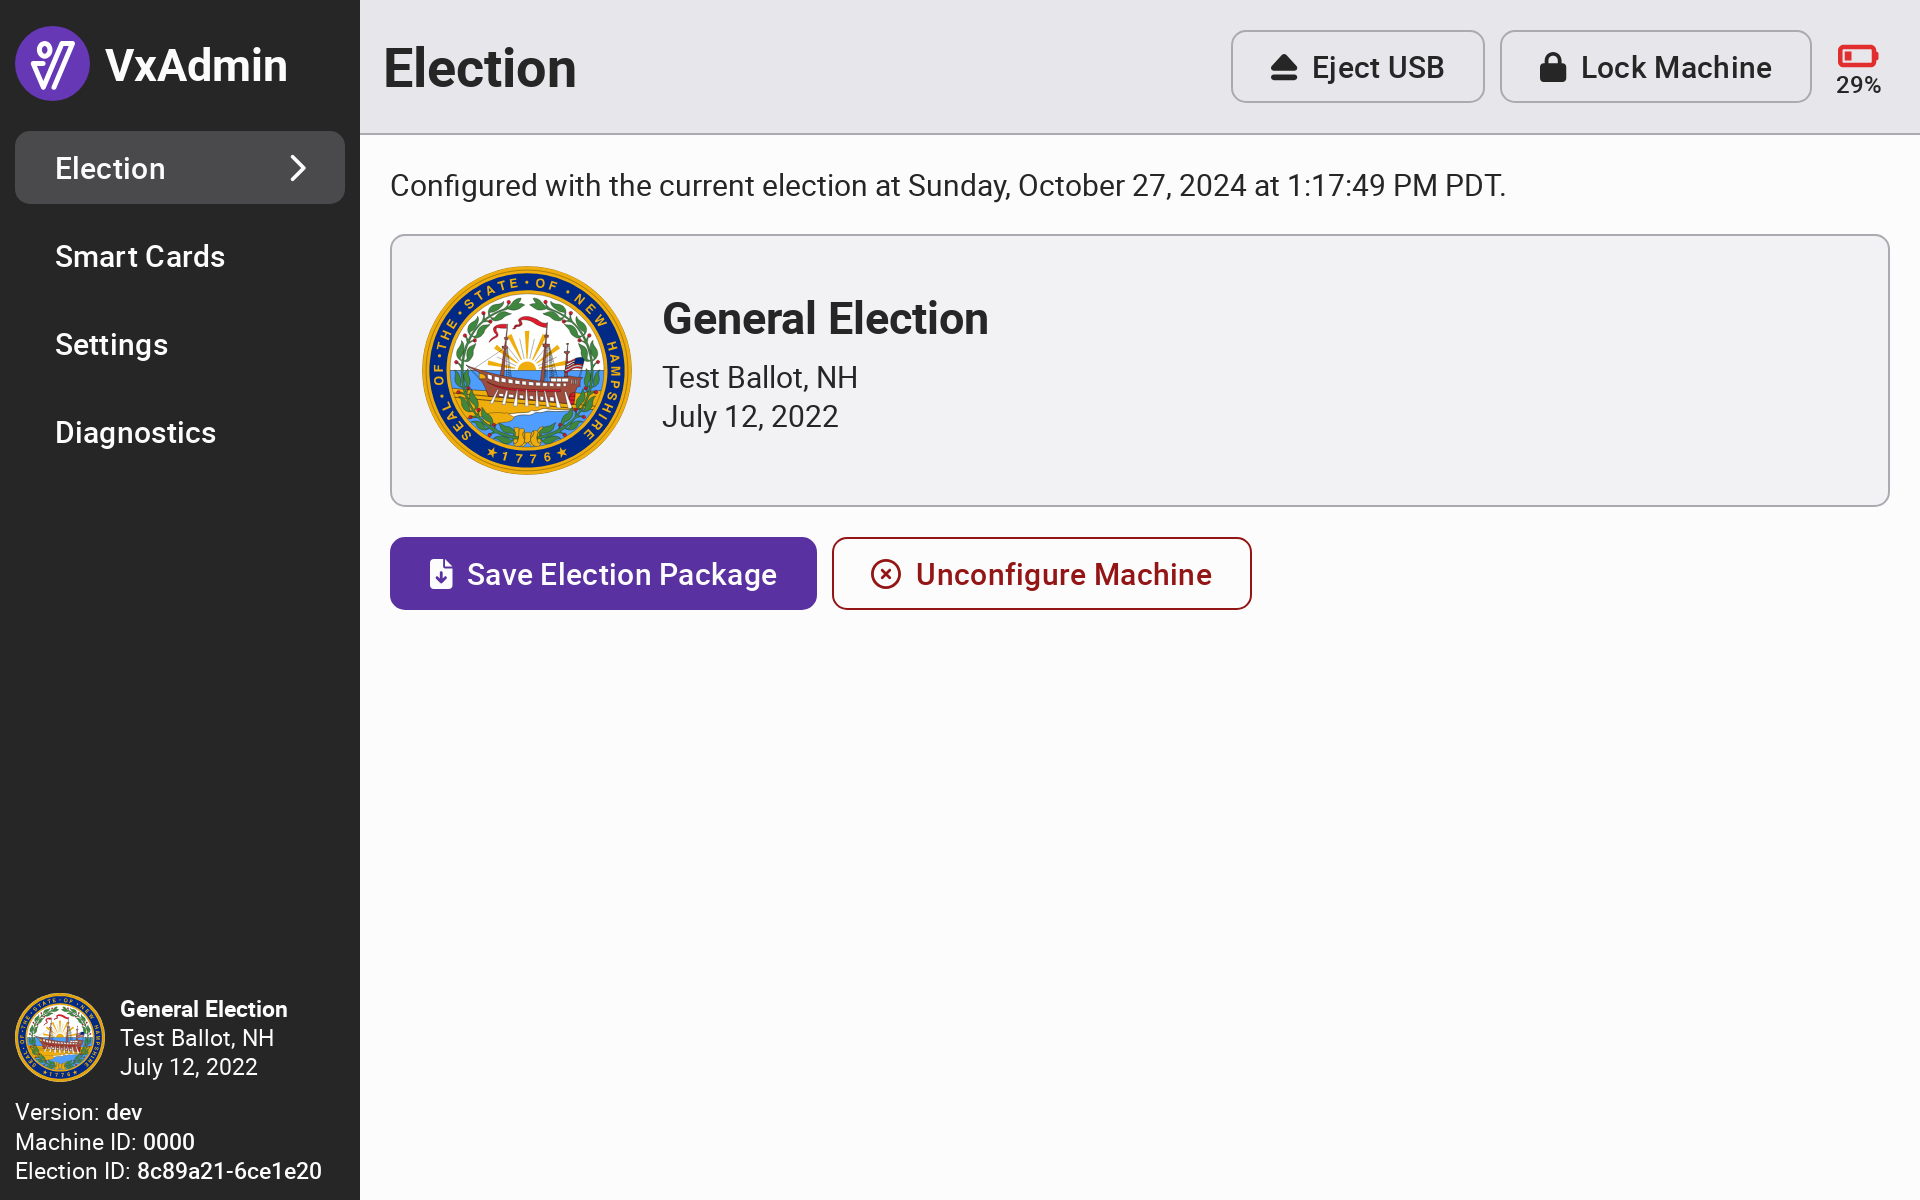 VxAdmin
Election
Smart Cards
Settings
Diagnostics
General Election
Test Ballot, NH
July 12, 2022
Version: dev
Machine ID: 0000
Election ID: 8c89a21-6ce1e20
Election
Eject USB
Lock Machine
29%
Configured with the current election at Sunday, October 27, 2024 at 1:17:49 PM PDT.
SEAL · OF · THE · STATE · OF · NEW HAMPSHIRE
★ 1776 ★
General Election
Test Ballot, NH
July 12, 2022
Save Election Package
Unconfigure Machine